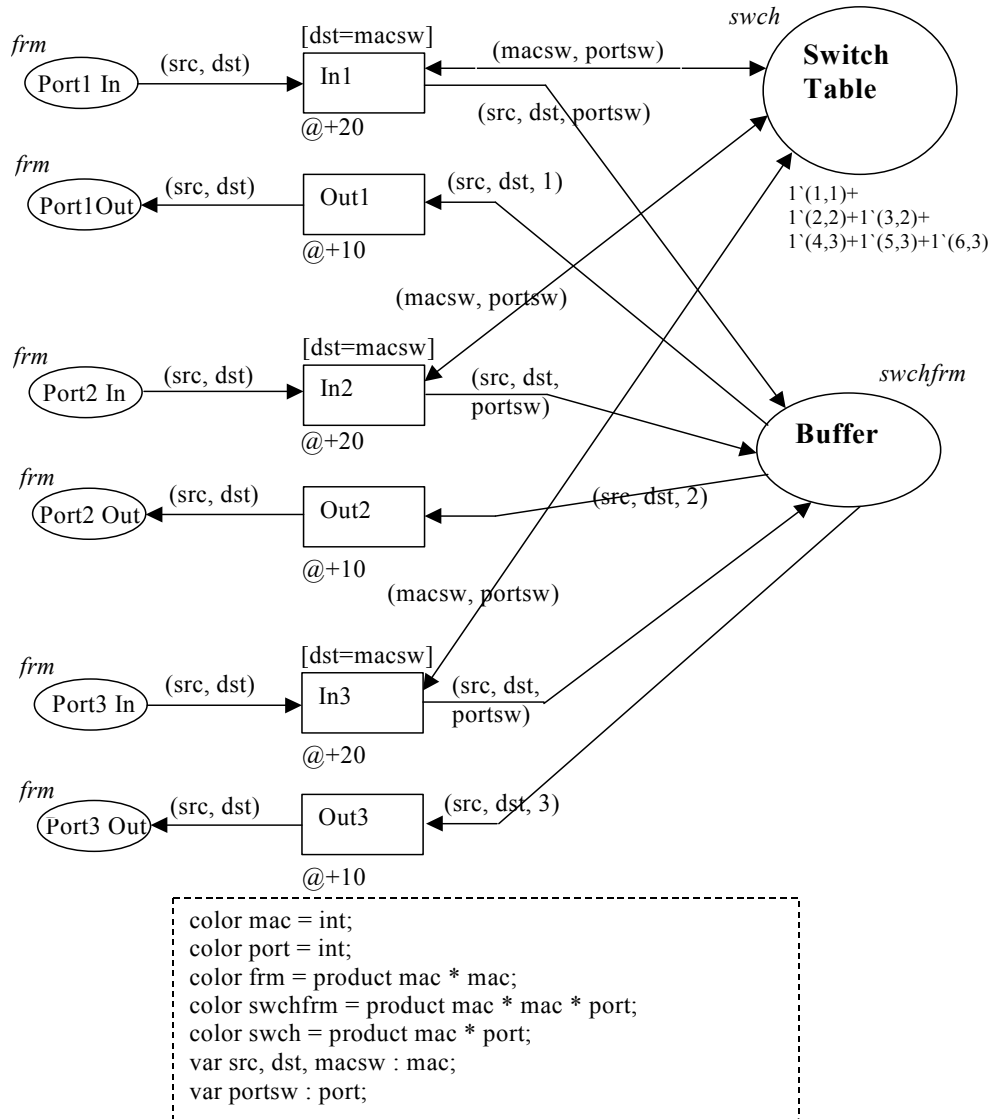 swch
frm
[dst=macsw]
(src, dst)
(macsw, portsw)
Switch
Table
Port1 In
In1
(src, dst, portsw)
@+20
frm
(src, dst)
(src, dst, 1)
Port1Out
Out1
1`(1,1)+
1`(2,2)+1`(3,2)+
1`(4,3)+1`(5,3)+1`(6,3)
@+10
(macsw, portsw)
[dst=macsw]
frm
(src, dst)
(src, dst,
portsw)
swchfrm
Port2 In
In2
Buffer
@+20
frm
(src, dst)
(src, dst, 2)
Port2 Out
Out2
@+10
(macsw, portsw)
[dst=macsw]
frm
(src, dst)
(src, dst,
portsw)
Port3 In
In3
@+20
frm
(src, dst)
(src, dst, 3)
Port3 Out
Out3
@+10
color mac = int;
color port = int;
color frm = product mac * mac;
color swchfrm = product mac * mac * port;
color swch = product mac * port;
var src, dst, macsw : mac;
var portsw : port;